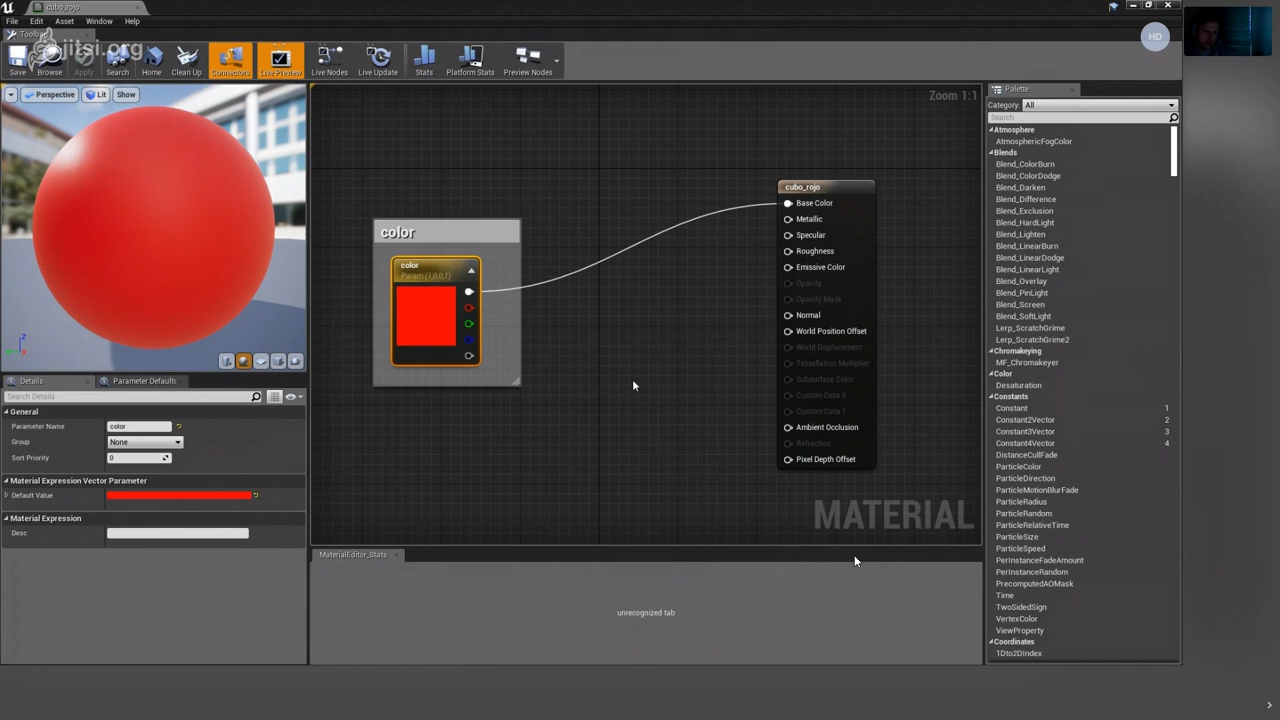 cubo_rojo
File Edit Asset Window
Toolbar
jitsi.org
HD
Save Browse Apply Search Home Clean Up Connectors Live Preview Live Nodes Live Update Stats Platform Stats Preview Nodes
Perspective Lit Show
Zoom 1:1
color
color
Param (1,0,0,1)
cubo_rojo
Base Color
Metallic
Specular
Roughness
Emissive Color
Opacity
Opacity Mask
Normal
World Position Offset
World Displacement
Tessellation Multiplier
Subsurface Color
Custom Data 0
Custom Data 1
Ambient Occlusion
Refraction
Pixel Depth Offset
MATERIAL
Z
X
Details Parameter Defaults
Search Details
General
Parameter Name color
Group None
Sort Priority 0
Material Expression Vector Parameter
Default Value
Material Expression
Desc
MaterialEditor_Stats
unrecognized tab
Palette
Category: All
Search
Atmosphere
AtmosphericFogColor
Blends
Blend_ColorBurn
Blend_ColorDodge
Blend_Darken
Blend_Difference
Blend_Exclusion
Blend_HardLight
Blend_Lighten
Blend_LinearBurn
Blend_LinearDodge
Blend_LinearLight
Blend_Overlay
Blend_PinLight
Blend_Screen
Blend_SoftLight
Lerp_ScratchGrime
Lerp_ScratchGrime2
Chromakeying
MF_Chromakeyer
Color
Desaturation
Constants
Constant 1
Constant2Vector 2
Constant3Vector 3
Constant4Vector 4
DistanceCullFade
ParticleColor
ParticleDirection
ParticleMotionBlurFade
ParticleRadius
ParticleRandom
ParticleRelativeTime
ParticleSize
ParticleSpeed
PerInstanceFadeAmount
PerInstanceRandom
PrecomputedAOMask
Time
TwoSidedSign
VertexColor
ViewProperty
Coordinates
1Dto2DIndex